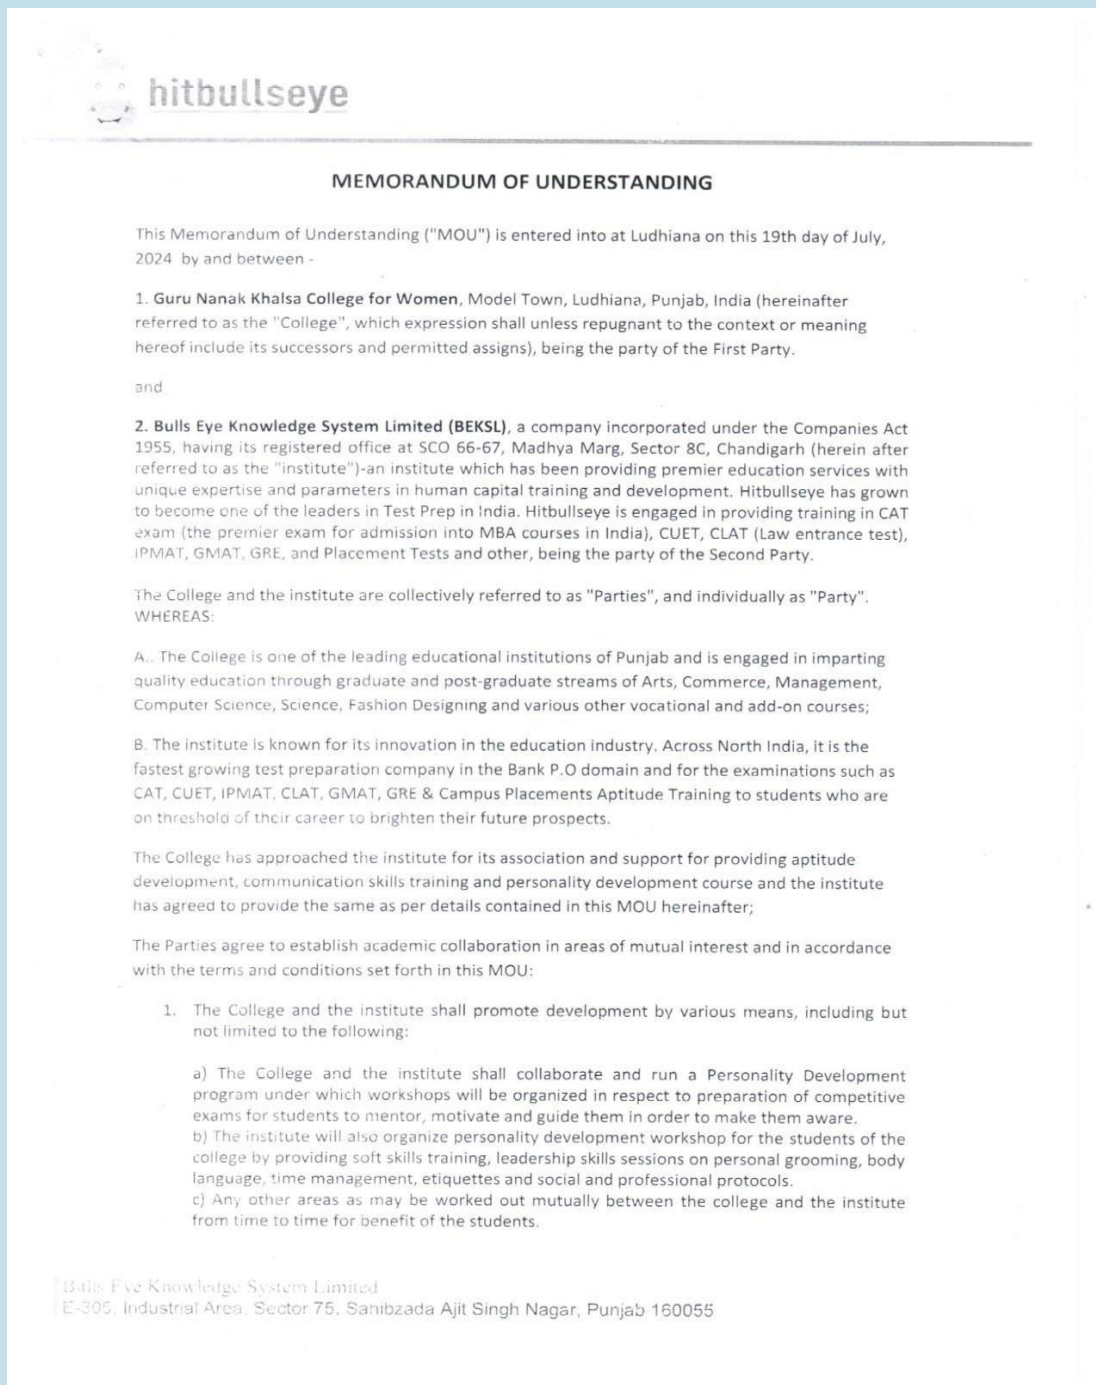 hitbullseye
MEMORANDUM OF UNDERSTANDING
This Memorandum of Understanding ("MOU") is entered into at Ludhiana on this 19th day of July,
2024 by and between -
1. Guru Nanak Khalsa College for Women, Model Town, Ludhiana, Punjab, India (hereinafter
referred to as the "College", which expression shall unless repugnant to the context or meaning
hereof include its successors and permitted assigns), being the party of the First Party.
and
2. Bulls Eye Knowledge System Limited (BEKSL), a company incorporated under the Companies Act
1955, having its registered office at SCO 66-67, Madhya Marg, Sector 8C, Chandigarh (herein after
referred to as the "institute")-an institute which has been providing premier education services with
unique expertise and parameters in human capital training and development. Hitbullseye has grown
to become one of the leaders in Test Prep in India. Hitbullseye is engaged in providing training in CAT
exam (the premier exam for admission into MBA courses in India), CUET, CLAT (Law entrance test),
IPMAT, GMAT, GRE, and Placement Tests and other, being the party of the Second Party.
The College and the institute are collectively referred to as "Parties", and individually as "Party".
WHEREAS:
A.. The College is one of the leading educational institutions of Punjab and is engaged in imparting
quality education through graduate and post-graduate streams of Arts, Commerce, Management,
Computer Science, Science, Fashion Designing and various other vocational and add-on courses;
B. The institute is known for its innovation in the education industry. Across North India, it is the
fastest growing test preparation company in the Bank P.O domain and for the examinations such as
CAT, CUET, IPMAT, CLAT, GMAT, GRE & Campus Placements Aptitude Training to students who are
on threshold of their career to brighten their future prospects.
The College has approached the institute for its association and support for providing aptitude
development, communication skills training and personality development course and the institute
has agreed to provide the same as per details contained in this MOU hereinafter;
The Parties agree to establish academic collaboration in areas of mutual interest and in accordance
with the terms and conditions set forth in this MOU:
1. The College and the institute shall promote development by various means, including but
not limited to the following:
a) The College and the institute shall collaborate and run a Personality Development
program under which workshops will be organized in respect to preparation of competitive
exams for students to mentor, motivate and guide them in order to make them aware.
b) The institute will also organize personality development workshop for the students of the
college by providing soft skills training, leadership skills sessions on personal grooming, body
language, time management, etiquettes and social and professional protocols.
c) Any other areas as may be worked out mutually between the college and the institute
from time to time for benefit of the students.
Bulls Eye Knowledge System Limited
E-305, Industrial Area, Sector 75, Sahibzada Ajit Singh Nagar, Punjab 160055